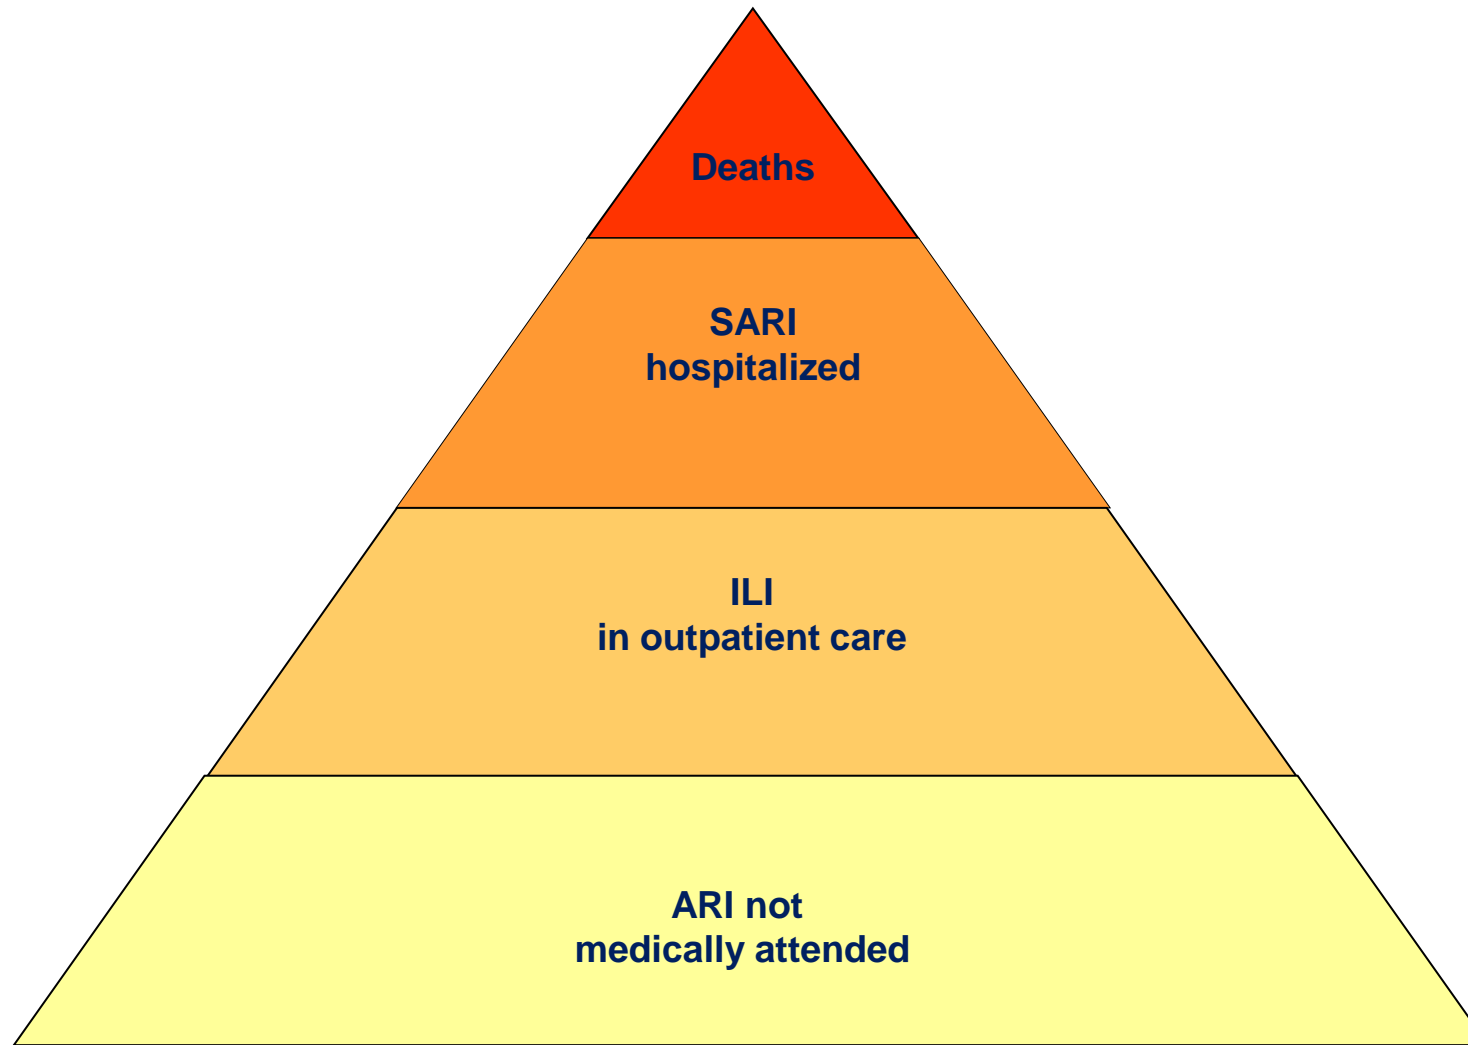 Deaths
SARI
hospitalized
ILI
in outpatient care
ARI not
medically attended